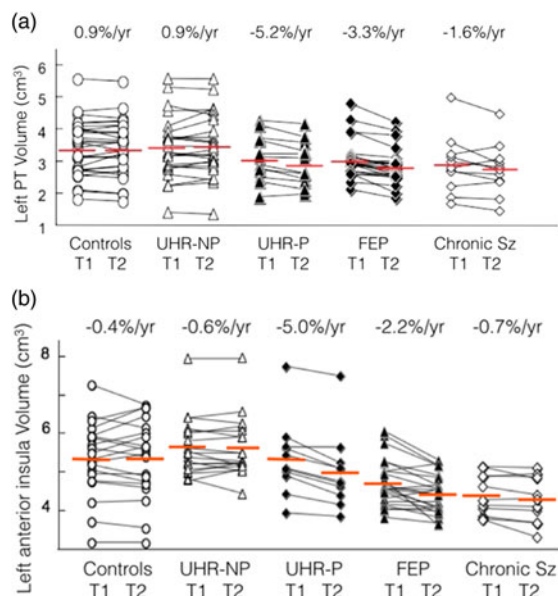 (a)
0.9%/yr 0.9%/yr -5.2%/yr -3.3%/yr -1.6%/yr
Left PT Volume (cm³)
6
5
4
3
2
1
Controls UHR-NP UHR-P FEP Chronic Sz
T1 T2 T1 T2 T1 T2 T1 T2 T1 T2
(b)
-0.4%/yr -0.6%/yr -5.0%/yr -2.2%/yr -0.7%/yr
Left anterior insula Volume (cm³)
8
6
4
Controls UHR-NP UHR-P FEP Chronic Sz
T1 T2 T1 T2 T1 T2 T1 T2 T1 T2